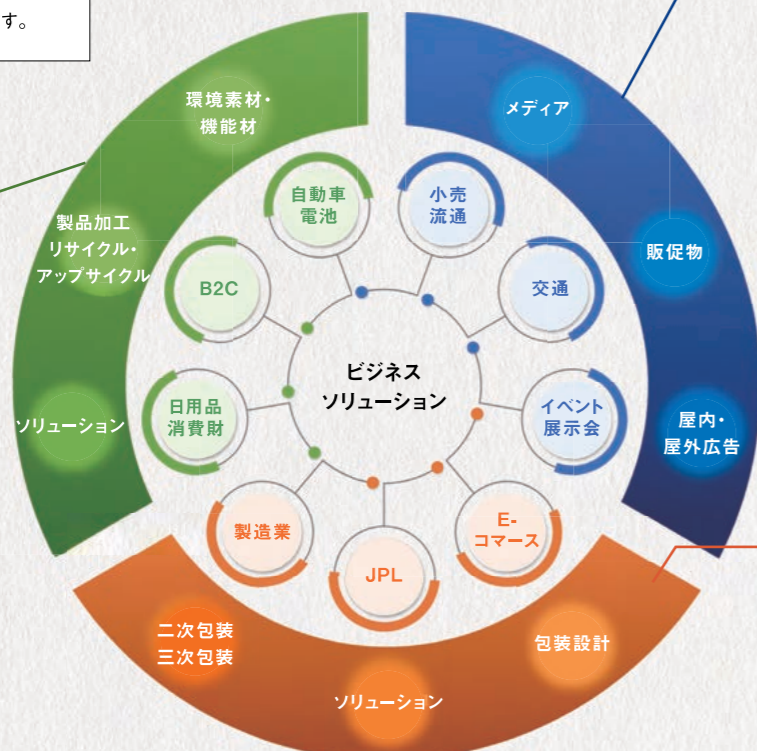 す。
環境素材・
機能材
メディア
自動車
電池
小売
流通
製品加工
リサイクル・
アップサイクル
販促物
B2C
交通
ビジネス
ソリューション
ソリューション
日用品
消費財
イベント
展示会
屋内・
屋外広告
製造業
E-
コマース
JPL
二次包装
三次包装
包装設計
ソリューション